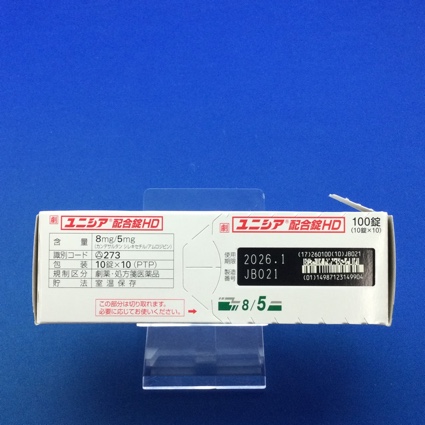 劇 ユニシア®配合錠HD
含量 8mg/5mg
(カンデサルタン シレキセチル/アムロジピン)
識別コード 273
包装 10錠×10 (PTP)
規制区分 劇薬・処方箋医薬品
貯法 室温保存
この部分は切り取れます。
必要に応じてお使いください。
劇 ユニシア®配合錠HD
100錠
(10錠×10)
使用期限 2026.1
製造番号 JB021
(17)260100(10)JB021
(01)14987123149904
8/5